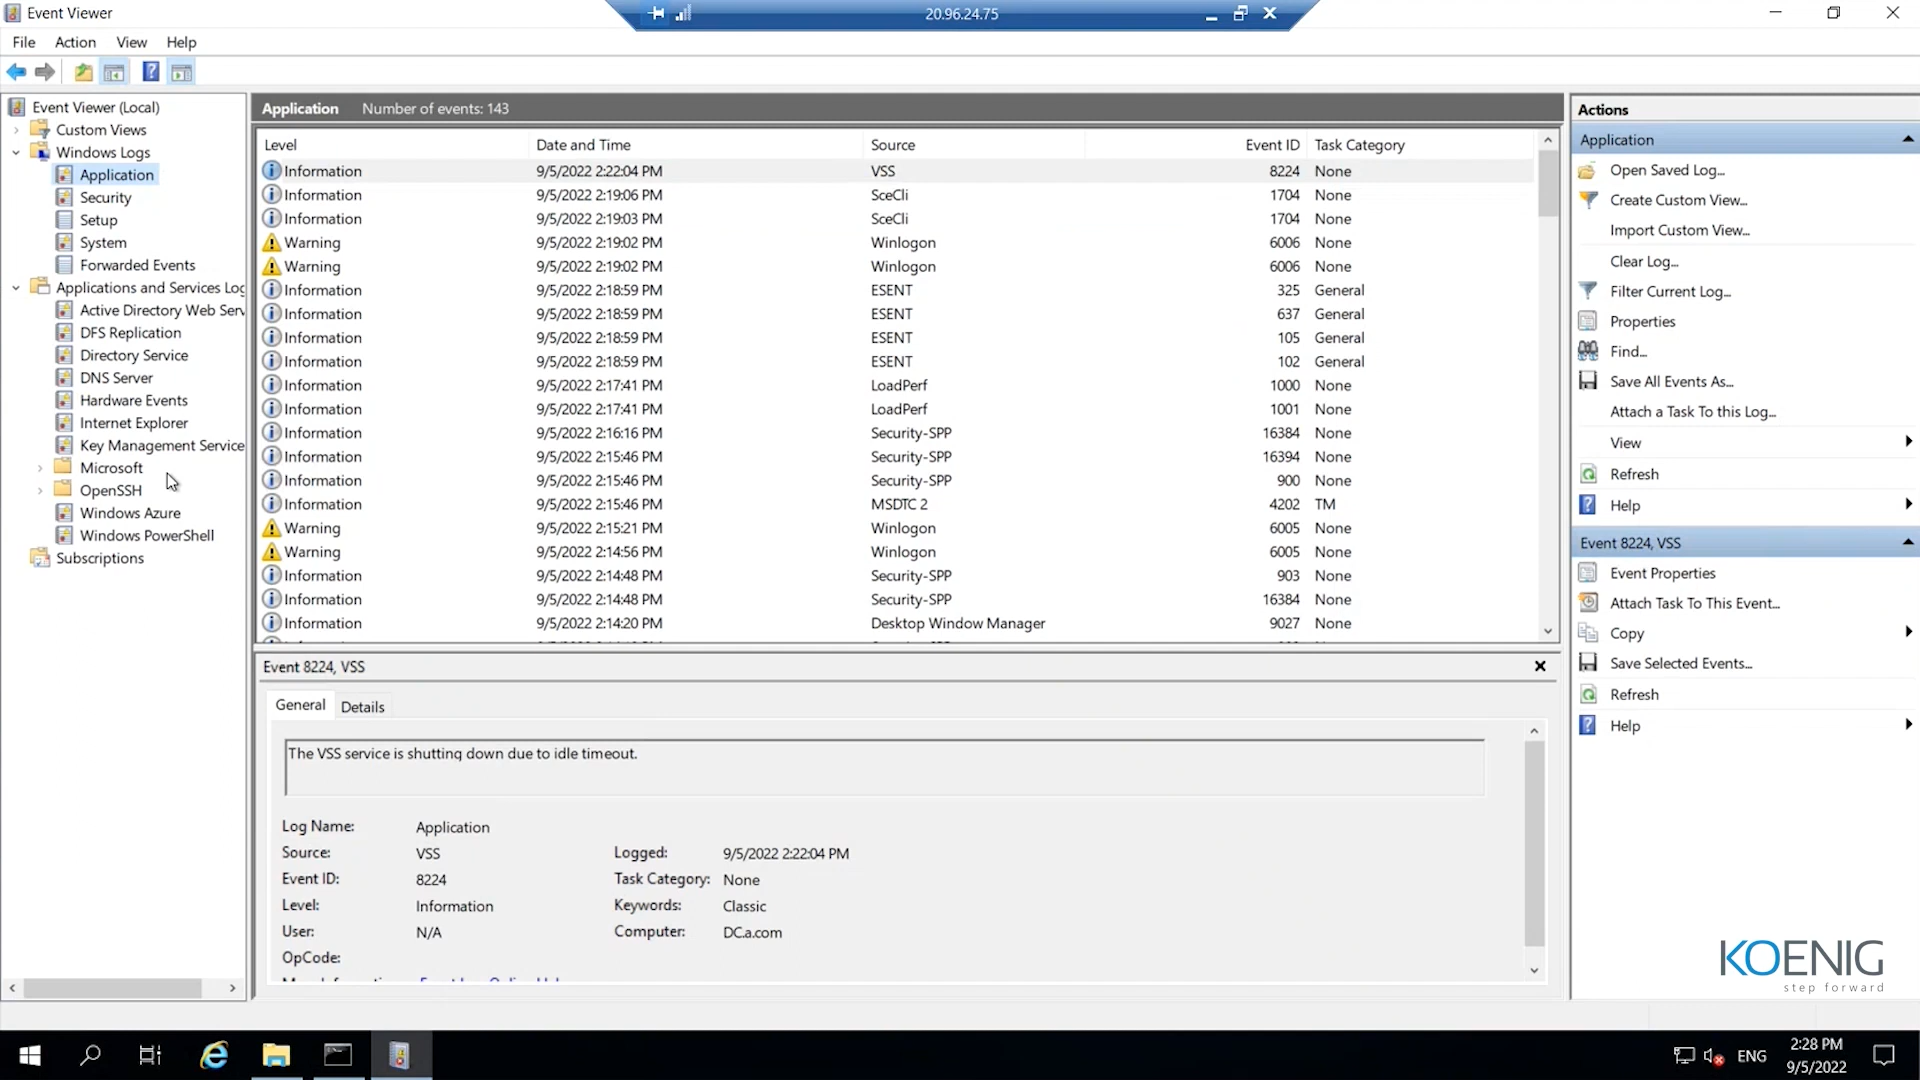 Event Viewer
20.96.24.75
File Action View Help
Event Viewer (Local)
Custom Views
Windows Logs
Application
Security
Setup
System
Forwarded Events
Applications and Services Log
Active Directory Web Serv
DFS Replication
Directory Service
DNS Server
Hardware Events
Internet Explorer
Key Management Service
Microsoft
OpenSSH
Windows Azure
Windows PowerShell
Subscriptions
Application Number of events: 143
Level Date and Time Source Event ID Task Category
Information 9/5/2022 2:22:04 PM VSS 8224 None
Information 9/5/2022 2:19:06 PM SceCli 1704 None
Information 9/5/2022 2:19:03 PM SceCli 1704 None
Warning 9/5/2022 2:19:02 PM Winlogon 6006 None
Warning 9/5/2022 2:19:02 PM Winlogon 6006 None
Information 9/5/2022 2:18:59 PM ESENT 325 General
Information 9/5/2022 2:18:59 PM ESENT 637 General
Information 9/5/2022 2:18:59 PM ESENT 105 General
Information 9/5/2022 2:18:59 PM ESENT 102 General
Information 9/5/2022 2:17:41 PM LoadPerf 1000 None
Information 9/5/2022 2:17:41 PM LoadPerf 1001 None
Information 9/5/2022 2:16:16 PM Security-SPP 16384 None
Information 9/5/2022 2:15:46 PM Security-SPP 16394 None
Information 9/5/2022 2:15:46 PM Security-SPP 900 None
Information 9/5/2022 2:15:46 PM MSDTC 2 4202 TM
Warning 9/5/2022 2:15:21 PM Winlogon 6005 None
Warning 9/5/2022 2:14:56 PM Winlogon 6005 None
Information 9/5/2022 2:14:48 PM Security-SPP 903 None
Information 9/5/2022 2:14:48 PM Security-SPP 16384 None
Information 9/5/2022 2:14:20 PM Desktop Window Manager 9027 None
Event 8224, VSS
General Details
The VSS service is shutting down due to idle timeout.
Log Name: Application
Source: VSS Logged: 9/5/2022 2:22:04 PM
Event ID: 8224 Task Category: None
Level: Information Keywords: Classic
User: N/A Computer: DC.a.com
OpCode:
Actions
Application
Open Saved Log...
Create Custom View...
Import Custom View...
Clear Log...
Filter Current Log...
Properties
Find...
Save All Events As...
Attach a Task To this Log...
View
Refresh
Help
Event 8224, VSS
Event Properties
Attach Task To This Event...
Copy
Save Selected Events...
Refresh
Help
KOENIG
step forward
ENG
2:28 PM
9/5/2022